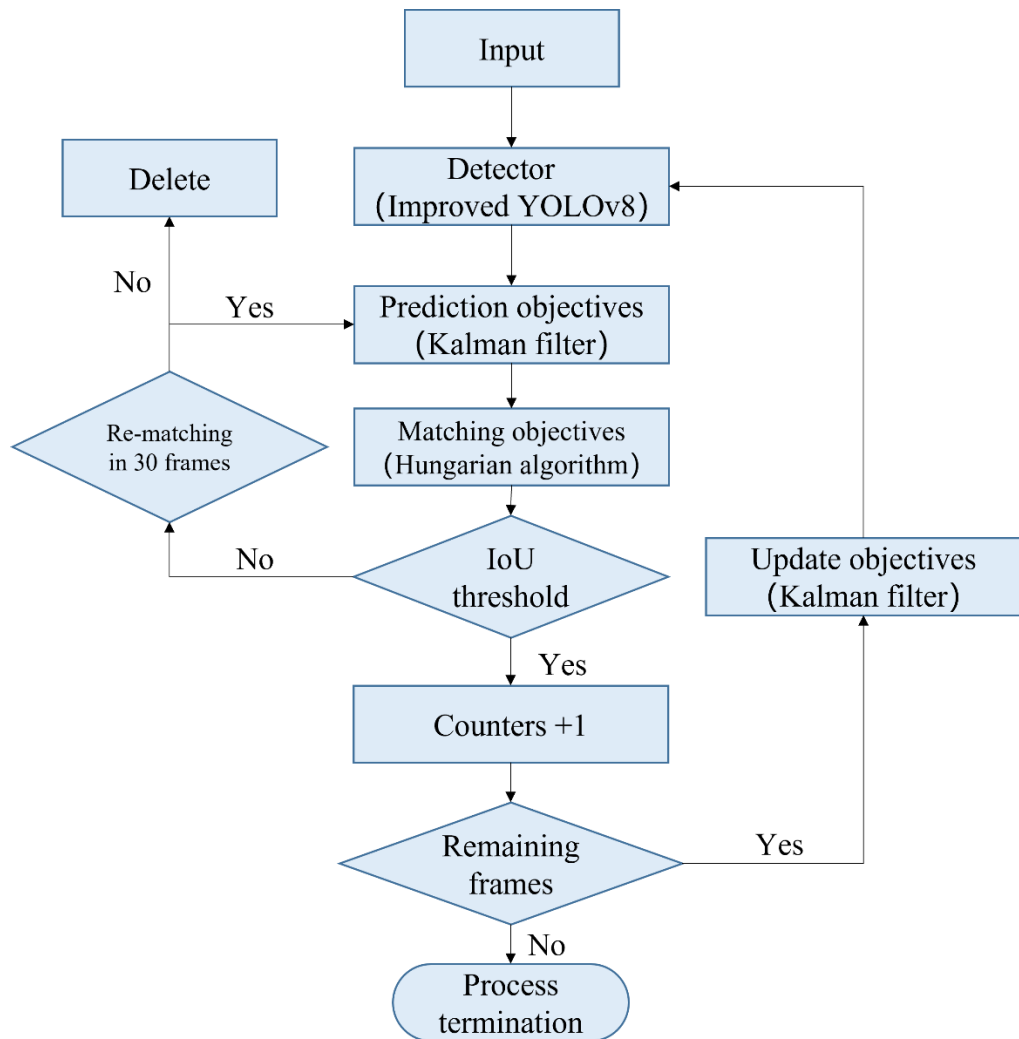 Input
Delete
Detector
(Improved YOLOv8)
No
Yes
Prediction objectives
(Kalman filter)
Re-matching
in 30 frames
Matching objectives
(Hungarian algorithm)
No
IoU
threshold
Update objectives
(Kalman filter)
Yes
Counters +1
Remaining
frames
Yes
No
Process
termination